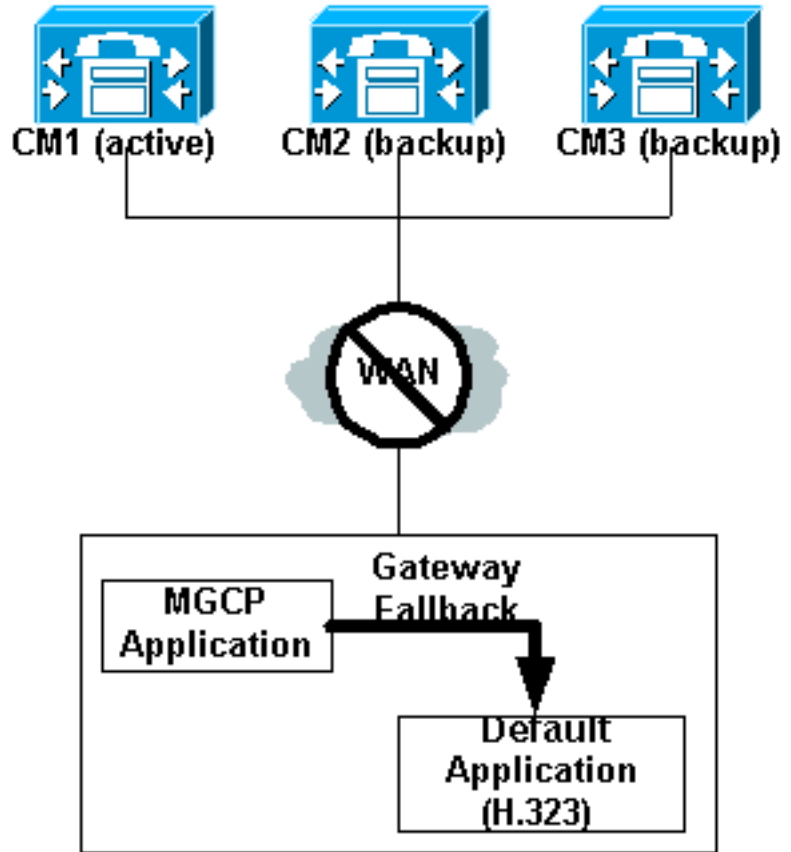 CM1 (active)
CM2 (backup)
CM3 (backup)
WAN
Gateway
Fallback
MGCP
Application
Default
Application
(H.323)